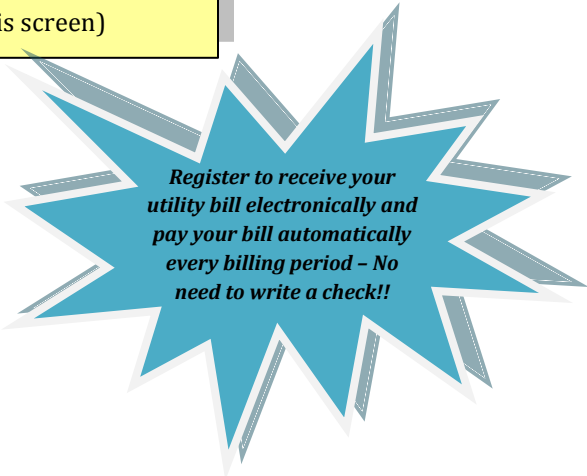 is screen)
Register to receive your
utility bill electronically and
pay your bill automatically
every billing period – No
need to write a check!!